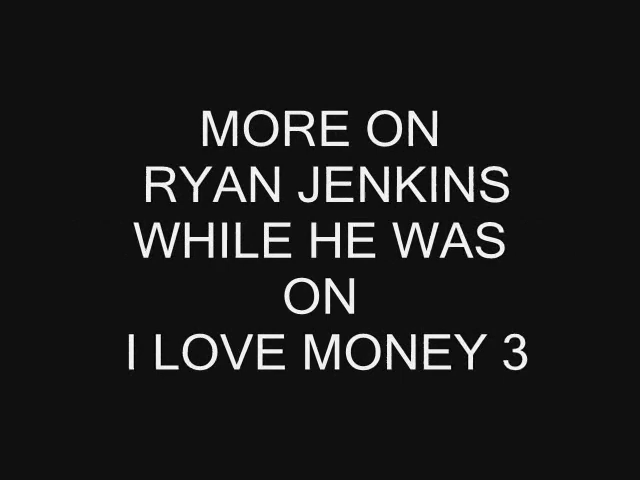 MORE ON
RYAN JENKINS
WHILE HE WAS
ON
I LOVE MONEY 3